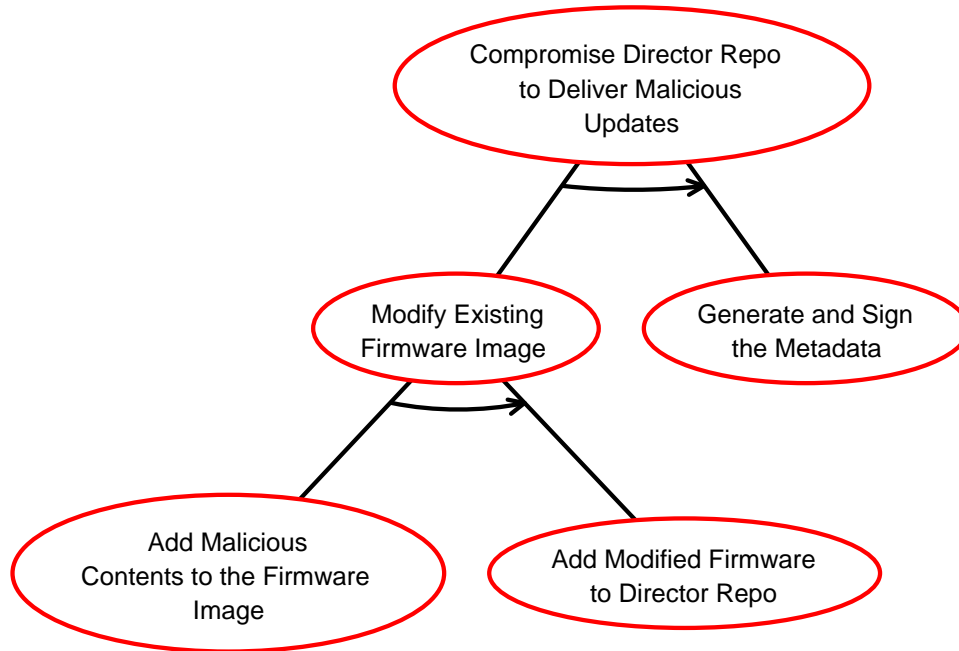 Compromise Director Repo
to Deliver Malicious
Updates
Modify Existing
Firmware Image
Generate and Sign
the Metadata
Add Malicious
Contents to the Firmware
Image
Add Modified Firmware
to Director Repo